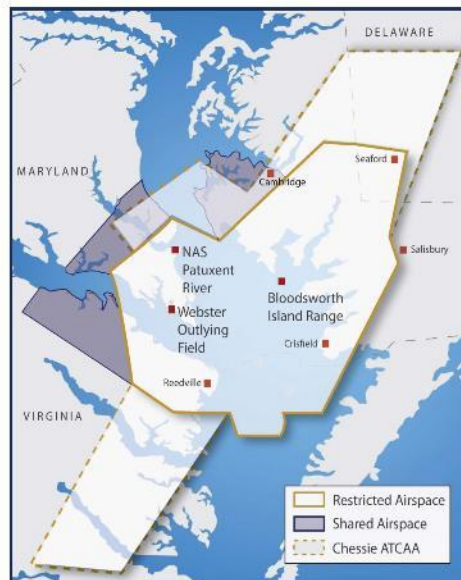 DELAWARE
Seaford
Cambridge
MARYLAND
NAS
Patuxent
River
Salisbury
Bloodsworth
Island Range
Webster
Outlying
Field
Crisfield
Reedville
VIRGINIA
Restricted Airspace
Shared Airspace
Chessie ATCAA